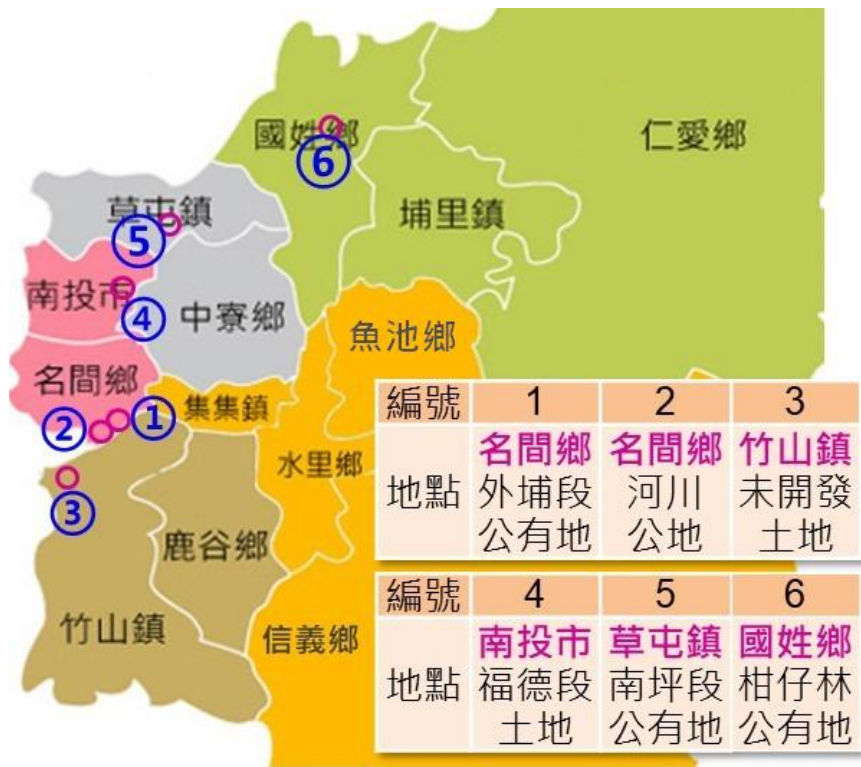 國姓鄉
仁愛鄉
⑥
草屯鎮
埔里鎮
⑤
南投市
④
中寮鄉
魚池鄉
名間鄉
②
①
集集鎮
水里鄉
③
鹿谷鄉
竹山鎮
信義鄉
編號 1 2 3
地點 名間鄉 名間鄉 竹山鎮
外埔段 河川 未開發
公有地 公地 土地
編號 4 5 6
地點 南投市 草屯鎮 國姓鄉
福德段 南坪段 柑仔林
土地 公有地 公有地